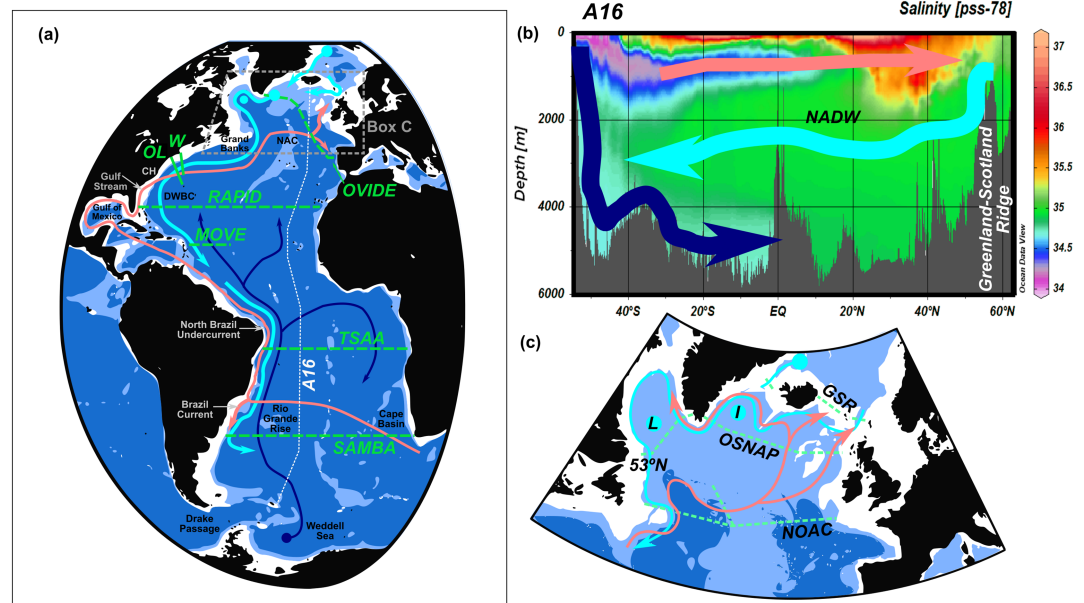 (a)
Box C
Grand
Banks
NAC
OL
W
CH
Gulf
Stream
OVIDE
DWBC
RAPID
Gulf of
Mexico
MOVE
North Brazil
Undercurrent
TSAA
A16
Brazil
Current
Rio
Grande
Rise
Cape
Basin
SAMBA
Drake
Passage
Weddell
Sea
(b)
A16
Salinity [pss-78]
Depth [m]
0
2000
4000
6000
NADW
Greenland-Scotland
Ridge
40°S
20°S
EQ
20°N
40°N
60°N
Ocean Data View
37
36.5
36
35.5
35
34.5
34
(c)
GSR
L
I
OSNAP
53ºN
NOAC